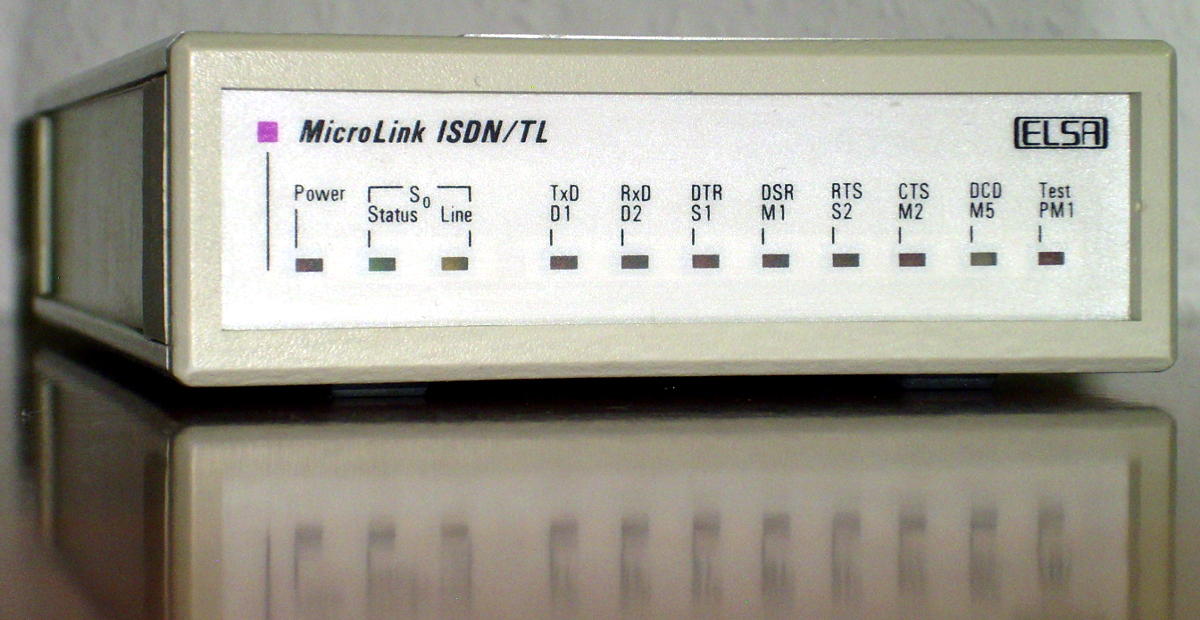 MicroLink ISDN/TL
ELSA
Power
S₀
Status Line
TxD RxD DTR DSR RTS CTS DCD Test
D1 D2 S1 M1 S2 M2 M5 PM1